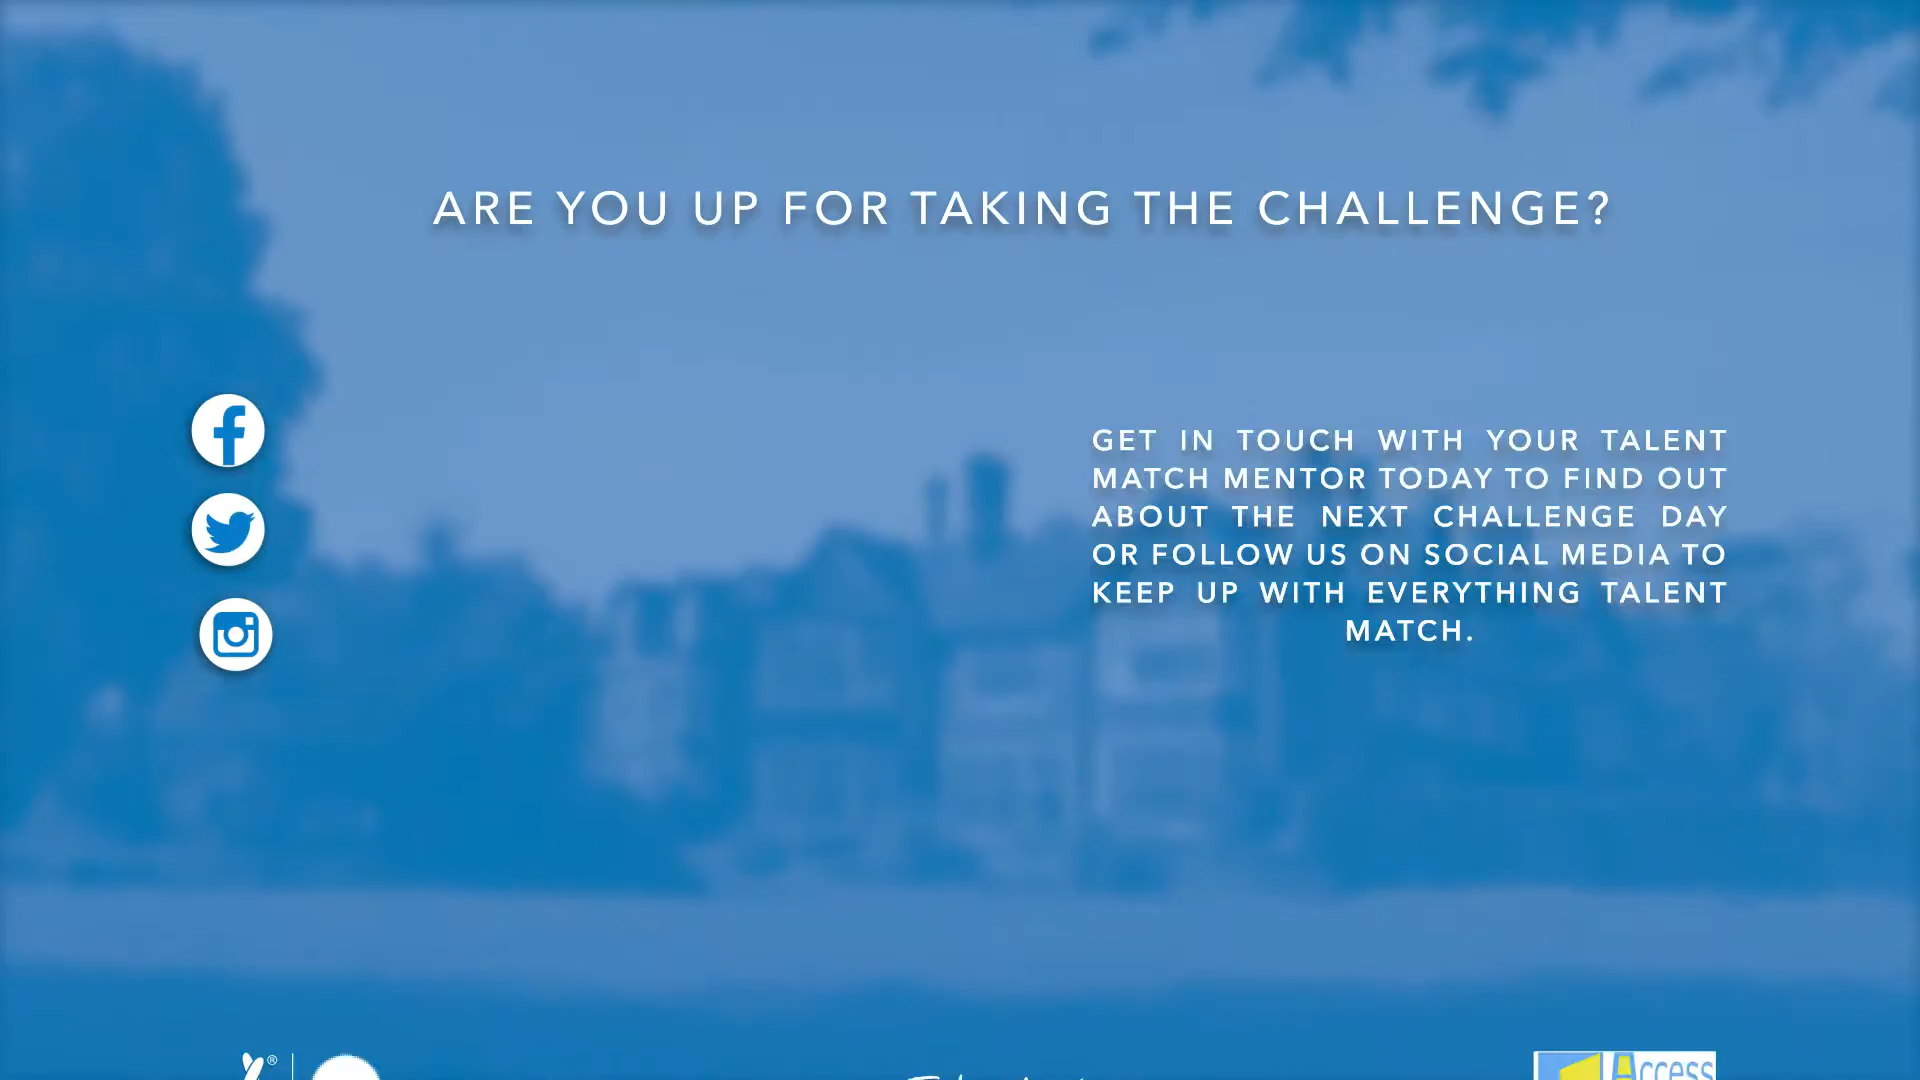 ARE YOU UP FOR TAKING THE CHALLENGE?
GET IN TOUCH WITH YOUR TALENT
MATCH MENTOR TODAY TO FIND OUT
ABOUT THE NEXT CHALLENGE DAY
OR FOLLOW US ON SOCIAL MEDIA TO
KEEP UP WITH EVERYTHING TALENT
MATCH.
®
Access